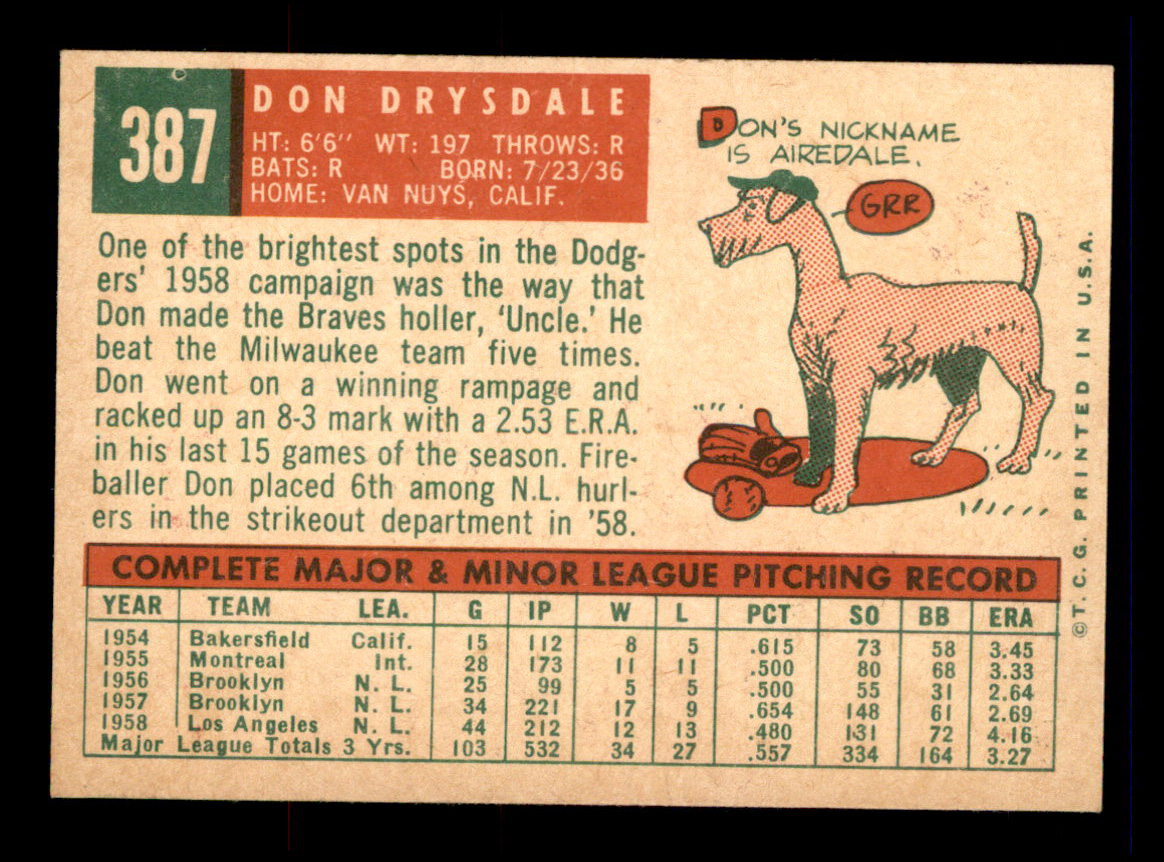 387
DON DRYSDALE
HT: 6'6" WT: 197 THROWS: R
BATS: R BORN: 7/23/36
HOME: VAN NUYS, CALIF.
DON'S NICKNAME
IS AIREDALE.
GRR
One of the brightest spots in the Dodg-
ers' 1958 campaign was the way that
Don made the Braves holler, 'Uncle.' He
beat the Milwaukee team five times.
Don went on a winning rampage and
racked up an 8-3 mark with a 2.53 E.R.A.
in his last 15 games of the season. Fire-
baller Don placed 6th among N.L. hurl-
ers in the strikeout department in '58.
COMPLETE MAJOR & MINOR LEAGUE PITCHING RECORD
YEAR TEAM LEA. G IP W L PCT SO BB ERA
1954 Bakersfield Calif. 15 112 8 5 .615 73 58 3.45
1955 Montreal Int. 28 173 11 11 .500 80 68 3.33
1956 Brooklyn N. L. 25 99 5 5 .500 55 31 2.64
1957 Brooklyn N. L. 34 221 17 9 .654 148 61 2.69
1958 Los Angeles N. L. 44 212 12 13 .480 131 72 4.16
Major League Totals 3 Yrs. 103 532 34 27 .557 334 164 3.27
©T. C. G. PRINTED IN U.S.A.